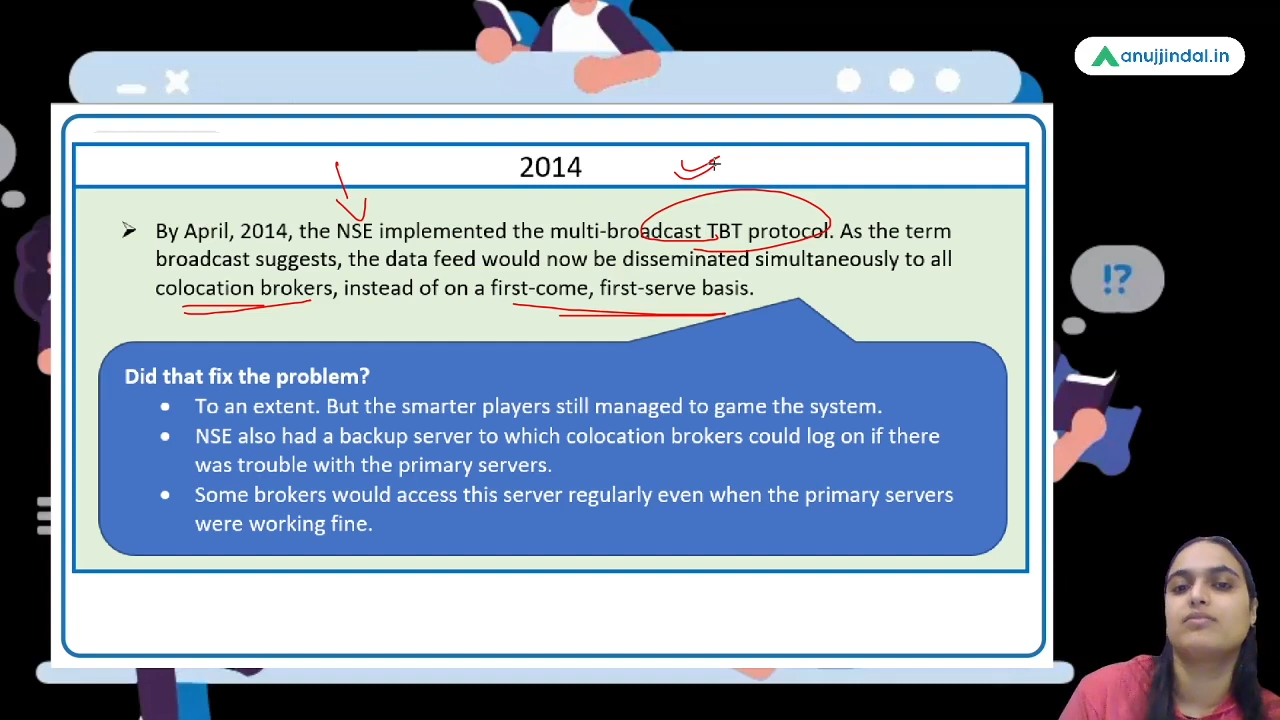 anujjindal.in
2014
➢ By April, 2014, the NSE implemented the multi-broadcast TBT protocol. As the term
broadcast suggests, the data feed would now be disseminated simultaneously to all
colocation brokers, instead of on a first-come, first-serve basis.
!?
Did that fix the problem?
• To an extent. But the smarter players still managed to game the system.
• NSE also had a backup server to which colocation brokers could log on if there
was trouble with the primary servers.
• Some brokers would access this server regularly even when the primary servers
were working fine.